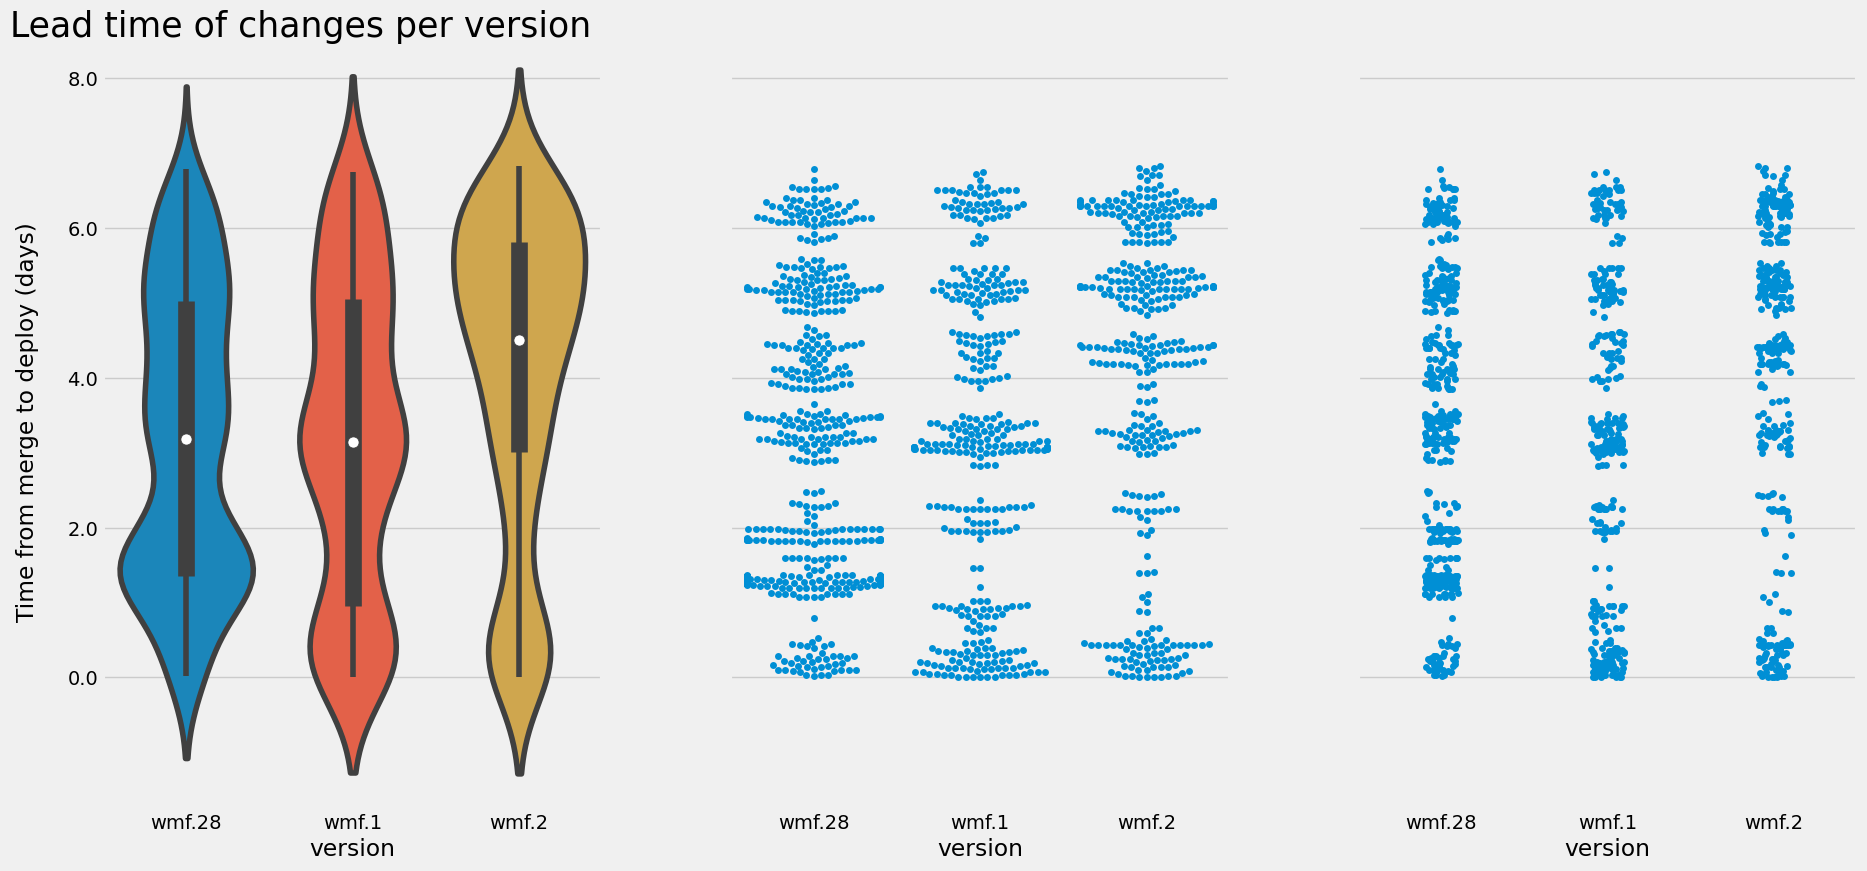 Lead time of changes per version
Time from merge to deploy (days)
8.0
6.0
4.0
2.0
0.0
wmf.28 wmf.1 wmf.2
version
wmf.28 wmf.1 wmf.2
version
wmf.28 wmf.1 wmf.2
version